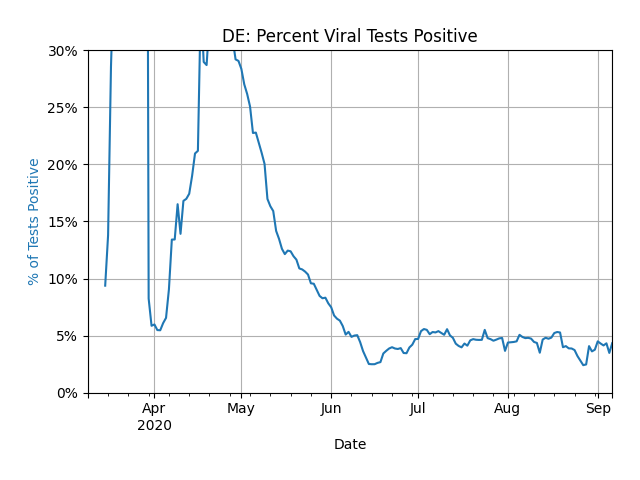 DE: Percent Viral Tests Positive
30%
25%
20%
15%
10%
5%
0%
% of Tests Positive
Apr May Jun Jul Aug Sep
2020
Date